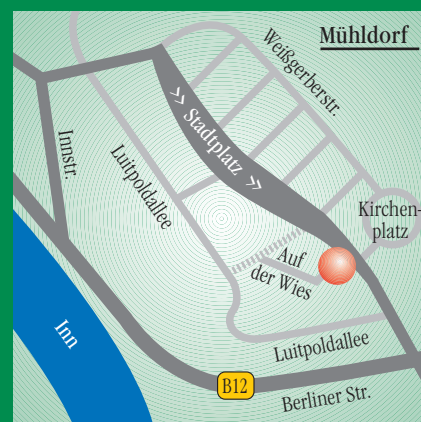 Mühldorf
Weißgerberstr.
>> Stadtplatz >>
Innstr.
Luitpoldallee
Kirchen-
platz
Auf
der Wies
Inn
Luitpoldallee
B12
Berliner Str.